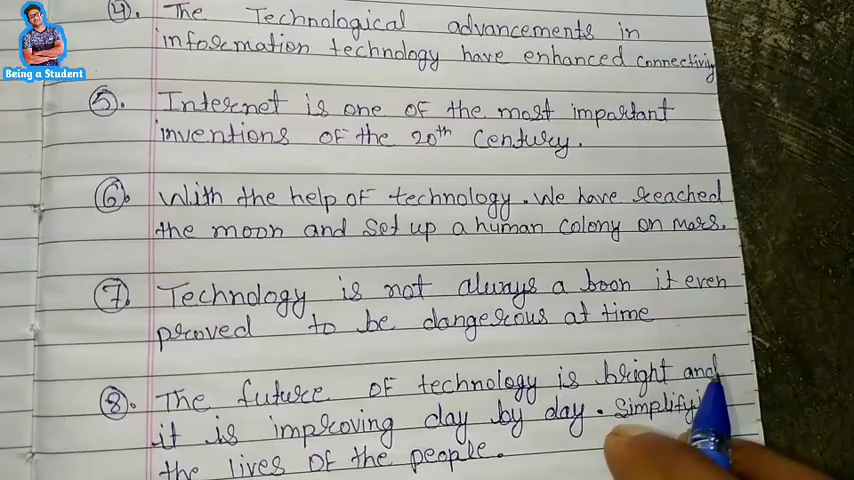 Being a Student
4. The Technological advancements in
information technology have enhanced connectivity
5. Internet is one of the most important
inventions of the 20th Century.
6. With the help of technology. We have reached
the moon and set up a human colony on mars.
7. Technology is not always a boon it even
proved to be dangerous at time
8. The future of technology is bright and
it is improving day by day. Simplifyi
the lives of the people.